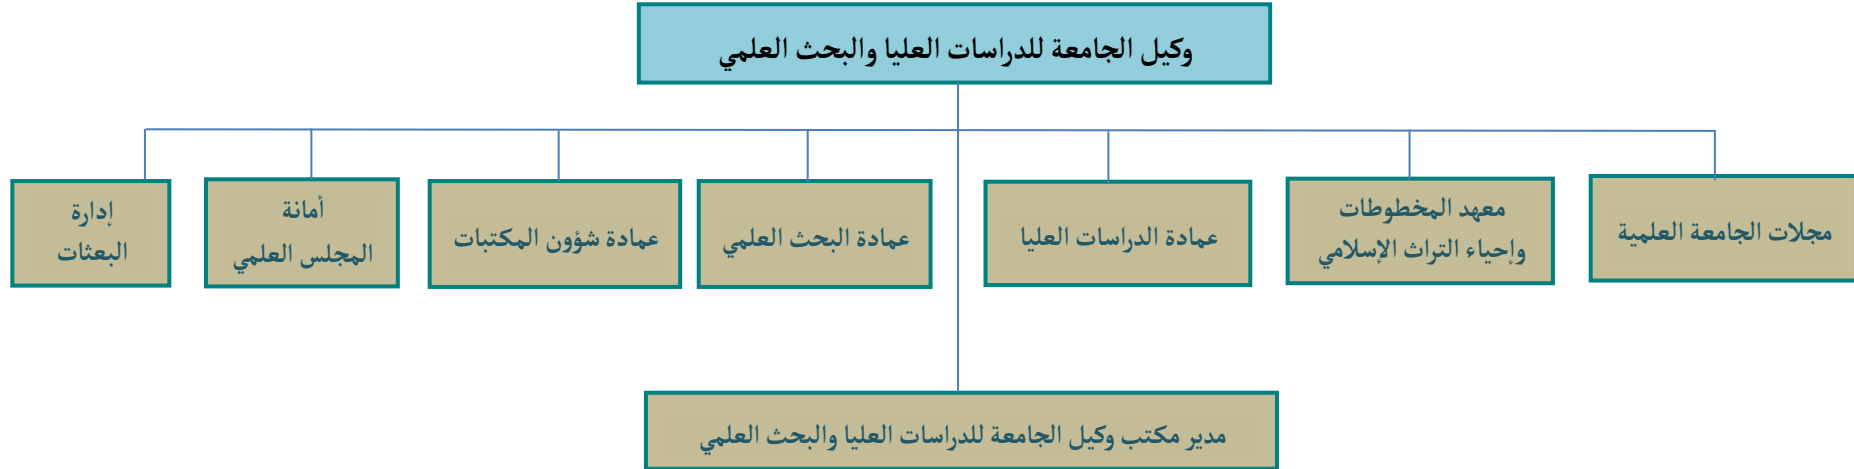 وكيل الجامعة للدراسات العليا والبحث العلمي
مجلات الجامعة العلمية
معهد المخطوطات
وإحياء التراث الإسلامي
عمادة الدراسات العليا
عمادة البحث العلمي
عمادة شؤون المكتبات
أمانة
المجلس العلمي
إدارة
البعثات
مدير مكتب وكيل الجامعة للدراسات العليا والبحث العلمي